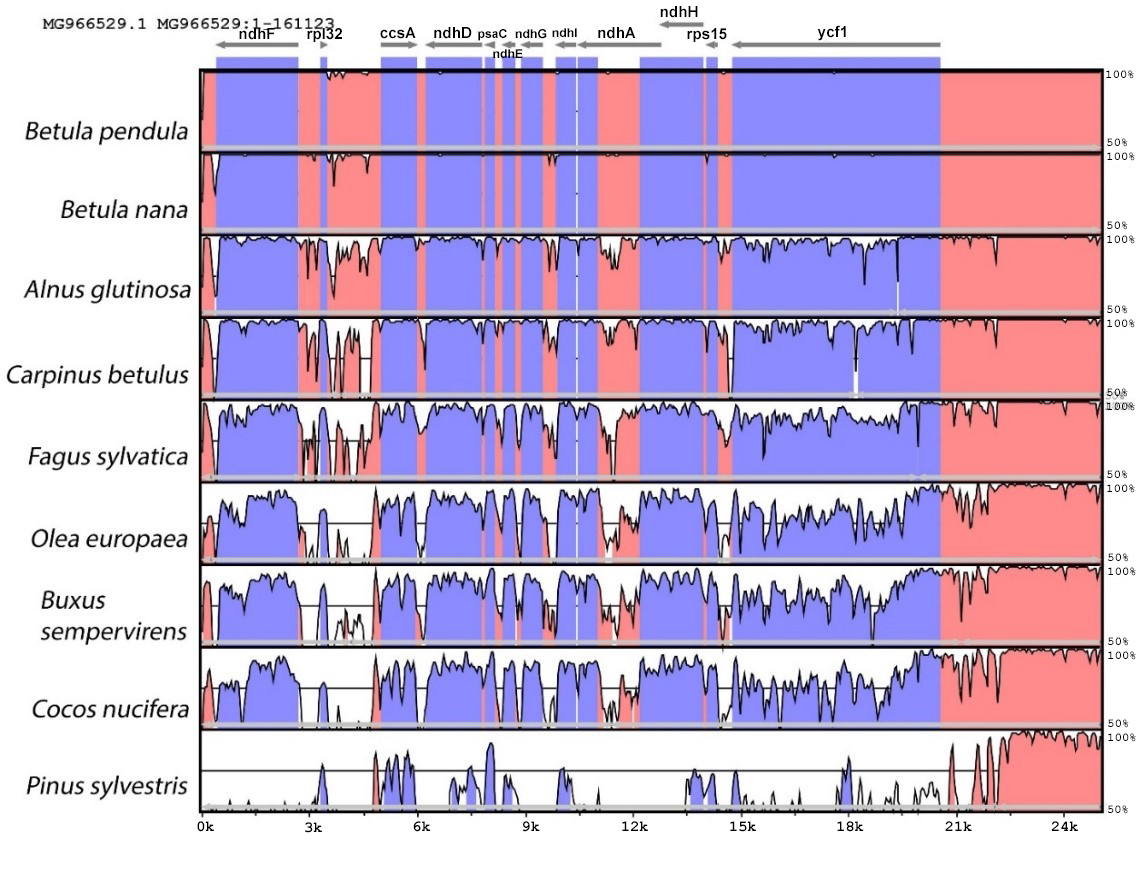 MG966529.1 MG966529:1-161123
ndhH
ndhF rpl32 ccsA ndhD psaC ndhG ndhI ndhA rps15 ycf1
ndhE
100%
Betula pendula
50%
100%
Betula nana
50%
100%
Alnus glutinosa
50%
100%
Carpinus betulus
50%
100%
Fagus sylvatica
50%
100%
Olea europaea
50%
100%
Buxus
sempervirens
50%
100%
Cocos nucifera
50%
100%
Pinus sylvestris
50%
0k 3k 6k 9k 12k 15k 18k 21k 24k